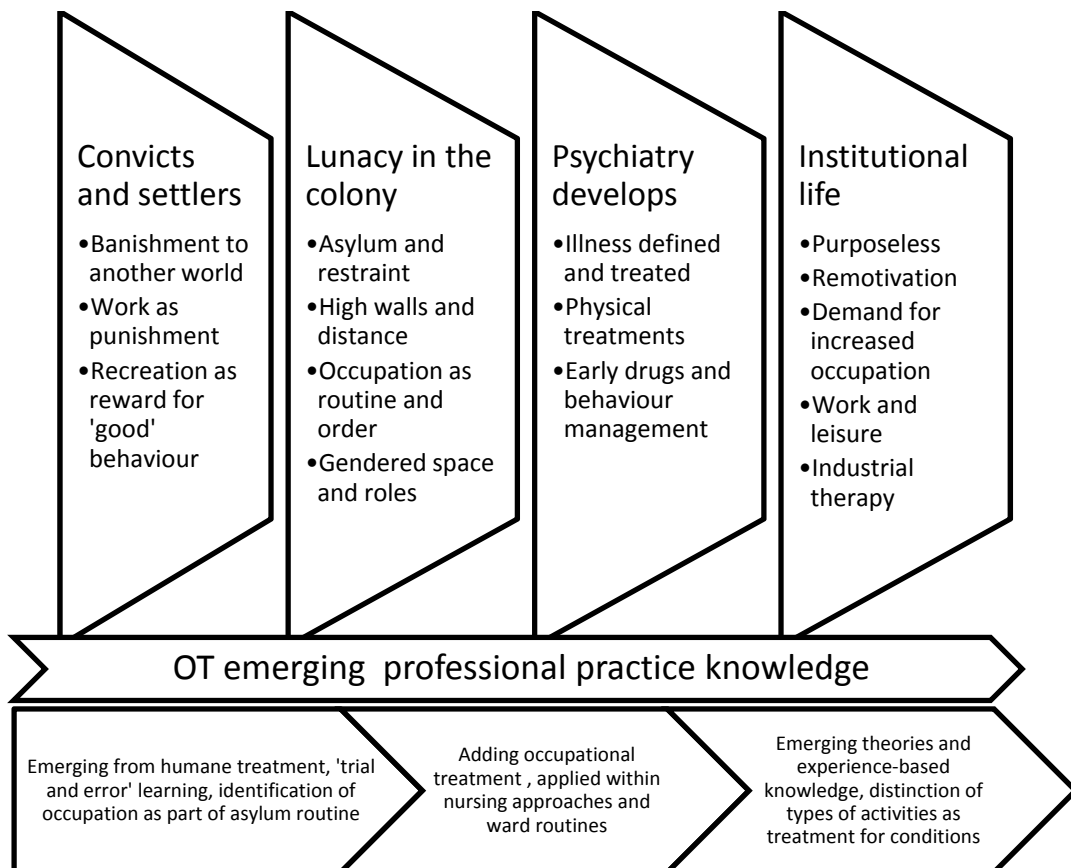 Convicts
and settlers
•Banishment to
another world
•Work as
punishment
•Recreation as
reward for
'good'
behaviour
Lunacy in the
colony
•Asylum and
restraint
•High walls and
distance
•Occupation as
routine and
order
•Gendered space
and roles
Psychiatry
develops
•Illness defined
and treated
•Physical
treatments
•Early drugs and
behaviour
management
Institutional
life
•Purposeless
•Remotivation
•Demand for
increased
occupation
•Work and
leisure
•Industrial
therapy
OT emerging  professional practice knowledge
Emerging from humane treatment, 'trial
and error' learning, identification of
occupation as part of asylum routine
Adding occupational
treatment , applied within
nursing approaches and
ward routines
Emerging theories and
experience-based
knowledge, distinction of
types of activities as
treatment for conditions